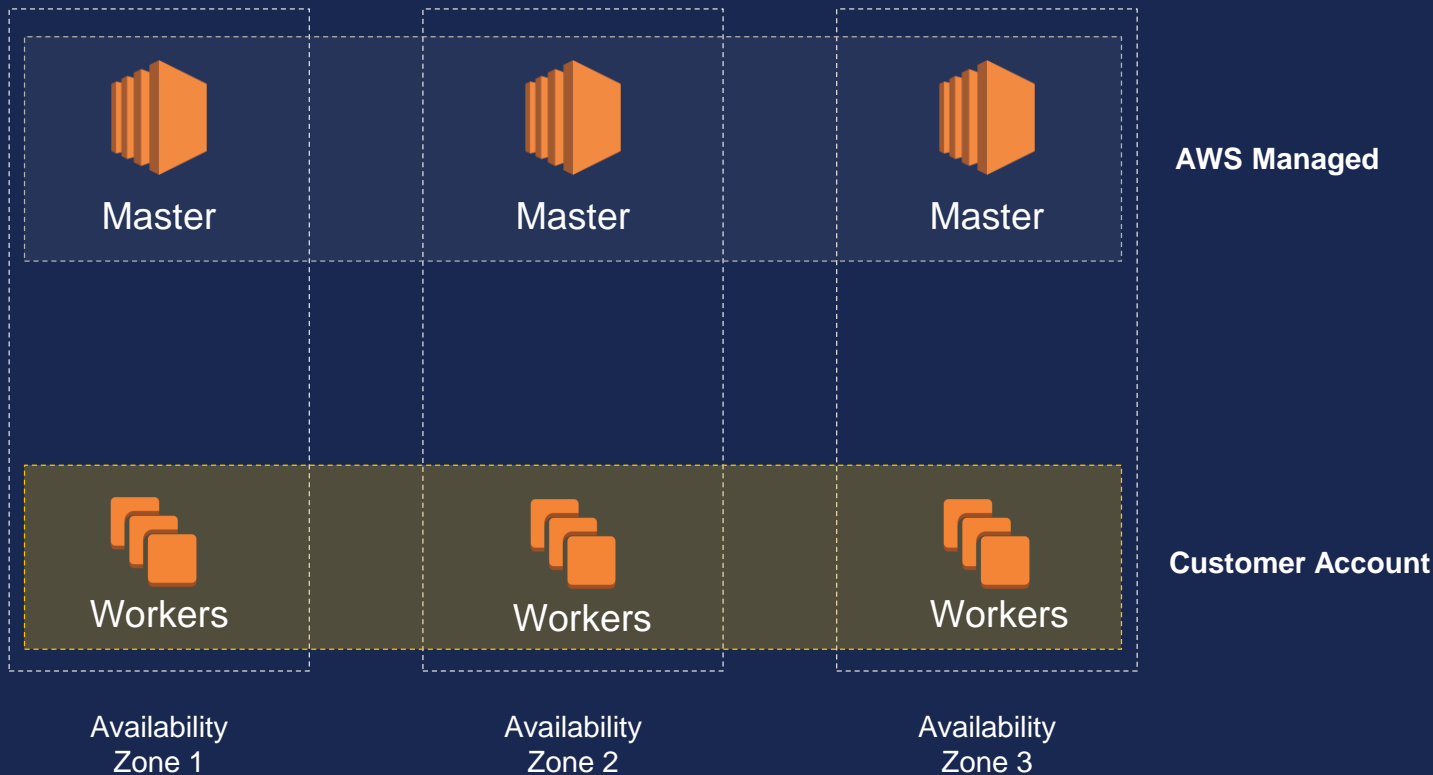 Master
Master
Master
AWS Managed
Workers
Workers
Workers
Customer Account
Availability
Zone 1
Availability
Zone 2
Availability
Zone 3